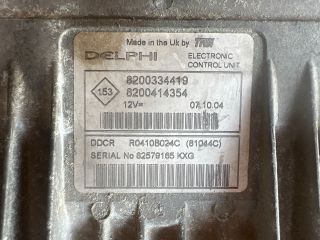 Made in the Uk by TRW
DELPHI
ELECTRONIC
CONTROL UNIT
153
8200334419
8200414354
12V=
07.10.04
DDCR R0410B024C (81044C)
SERIAL No 82579165 KXG